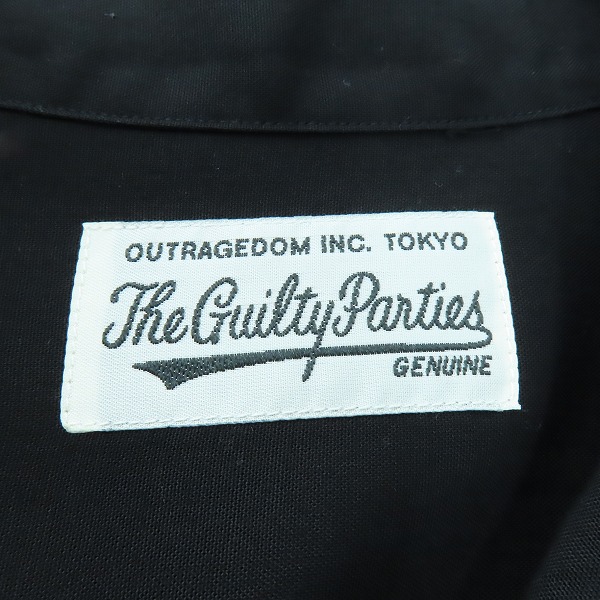 OUTRAGEDOM INC. TOKYO
The Guilty Parties
GENUINE